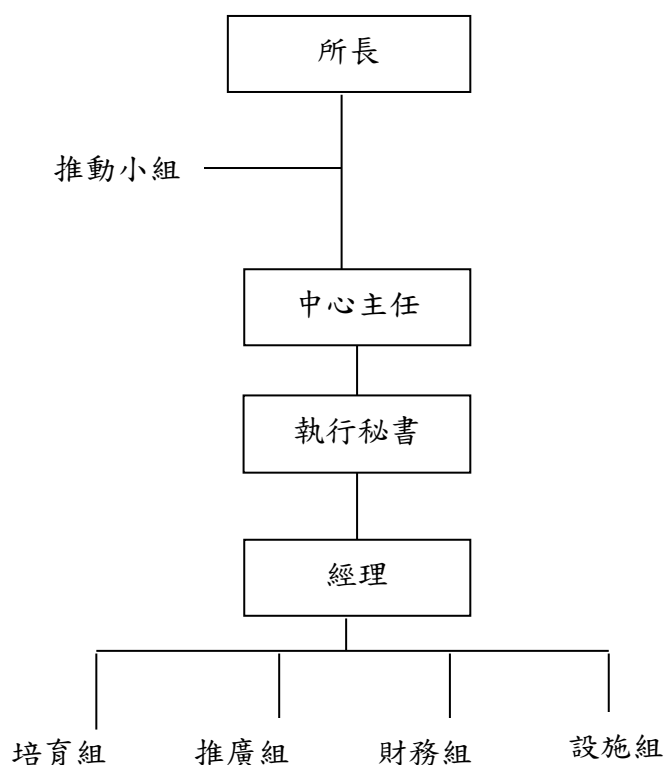 所長
推動小組
中心主任
執行秘書
經理
培育組 推廣組 財務組 設施組